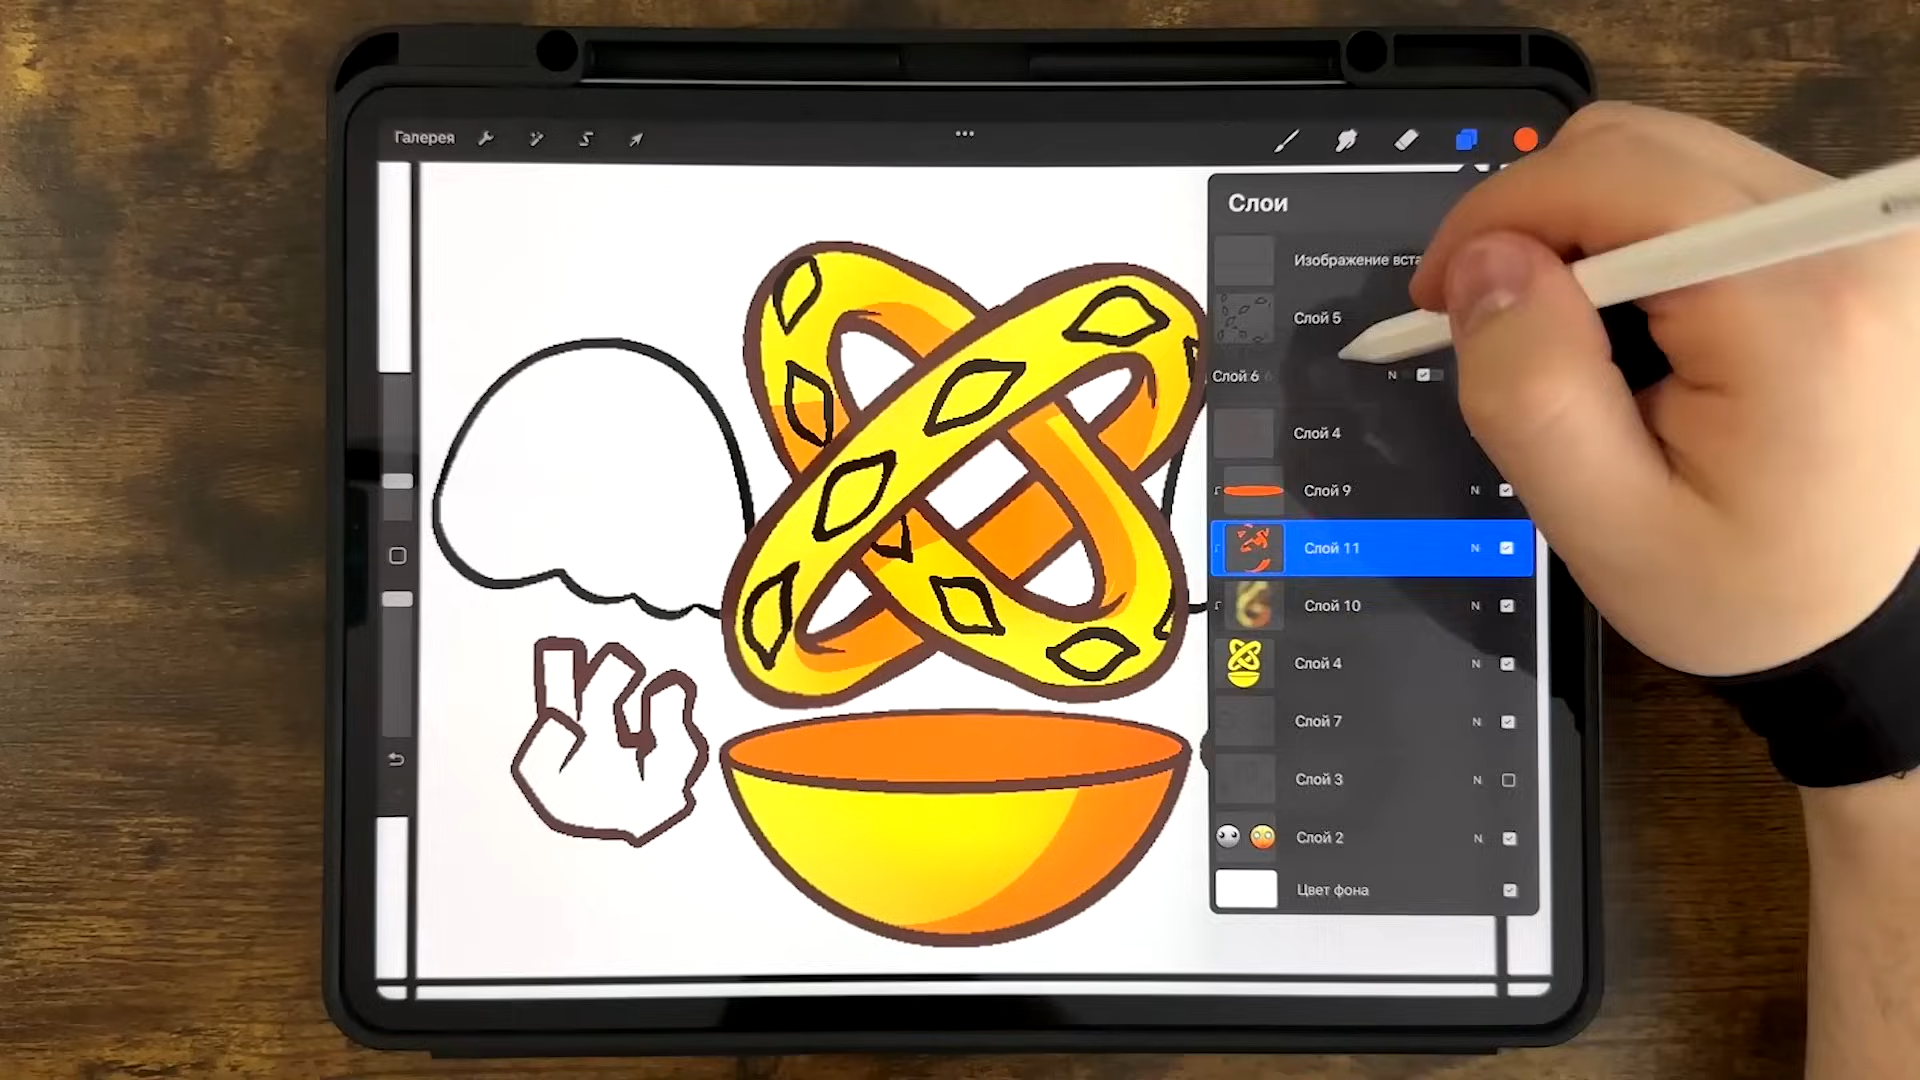 Галерея
Слои
Изображение вста
Слой 5
Слой 6
N
Слой 4
Слой 9
N
Слой 11
N
Слой 10
N
Слой 4
N
Слой 7
N
Слой 3
N
Слой 2
N
Цвет фона